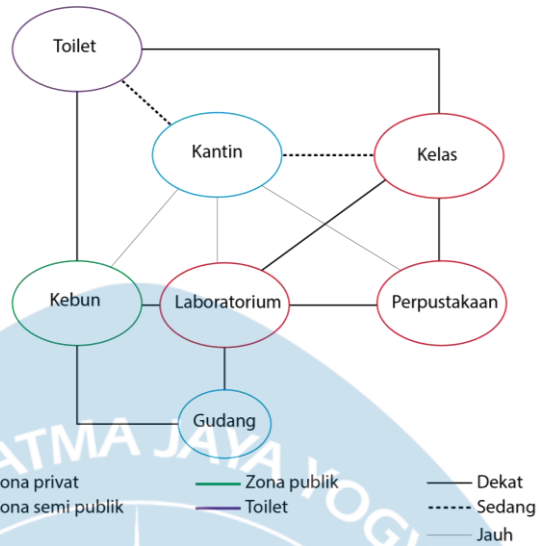 Toilet
Kantin
Kelas
Kebun
Laboratorium
Perpustakaan
Gudang
ATMA JAYA YOGY
ona privat
Zona publik
Dekat
ona semi publik
Toilet
Sedang
Jauh